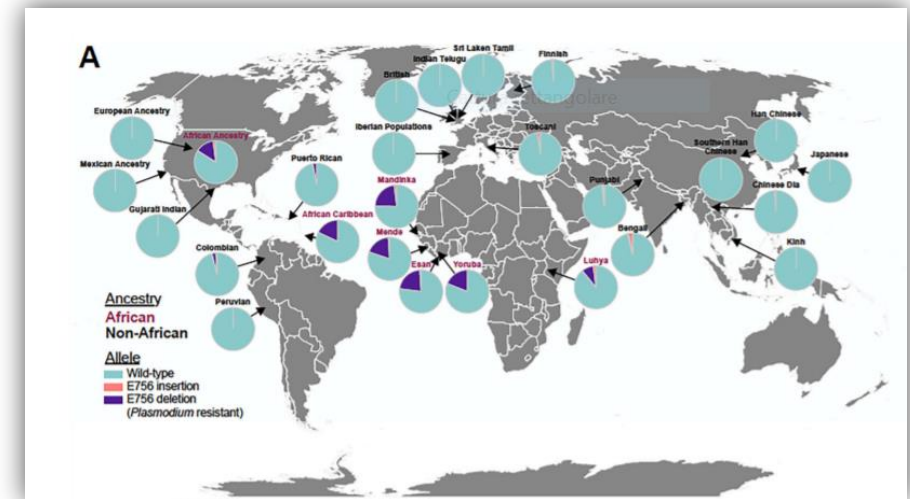 A
Sri Laken Tamil
Indian Telugu
Finnish
British
European Ancestry
African Ancestry
Iberian Populations
Toscani
Han Chinese
Southern Han
Chinese
Japanese
Mexican Ancestry
Puerto Rican
Mandinka
Punjabi
Chinese Dia
Gujarati Indian
African Caribbean
Bengali
Colombian
Mende
Esan
Yoruba
Luhya
Kinh
Peruvian
Ancestry
African
Non-African
Allele
Wild-type
E756 insertion
E756 deletion
(Plasmodium resistant)